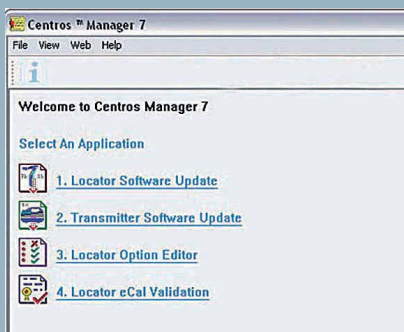 Centros ™ Manager 7
File View Web Help
Welcome to Centros Manager 7
Select An Application
1. Locator Software Update
2. Transmitter Software Update
3. Locator Option Editor
4. Locator eCal Validation